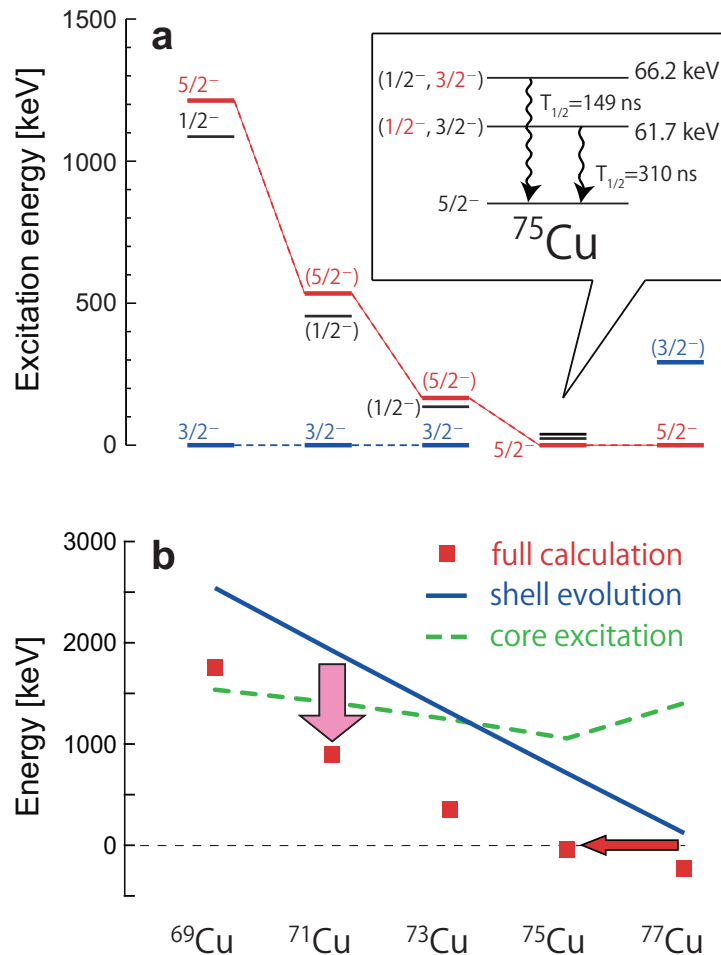 a
Excitation energy [keV]
1500
1000
500
0
5/2⁻
1/2⁻
(5/2⁻)
(1/2⁻)
(5/2⁻)
(1/2⁻)
(3/2⁻)
3/2⁻
3/2⁻
3/2⁻
5/2⁻
5/2⁻
(1/2⁻, 3/2⁻)
66.2 keV
T1/2=149 ns
(1/2⁻, 3/2⁻)
61.7 keV
T1/2=310 ns
5/2⁻
⁷⁵Cu
b
Energy [keV]
3000
2000
1000
0
full calculation
shell evolution
core excitation
⁶⁹Cu ⁷¹Cu ⁷³Cu ⁷⁵Cu ⁷⁷Cu